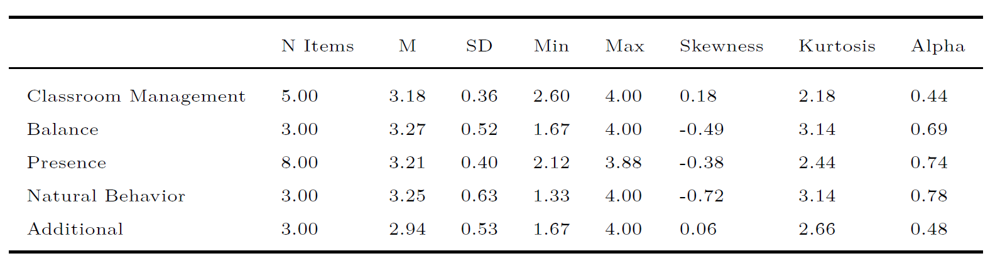 N Items M SD Min Max Skewness Kurtosis Alpha
Classroom Management 5.00 3.18 0.36 2.60 4.00 0.18 2.18 0.44
Balance 3.00 3.27 0.52 1.67 4.00 -0.49 3.14 0.69
Presence 8.00 3.21 0.40 2.12 3.88 -0.38 2.44 0.74
Natural Behavior 3.00 3.25 0.63 1.33 4.00 -0.72 3.14 0.78
Additional 3.00 2.94 0.53 1.67 4.00 0.06 2.66 0.48